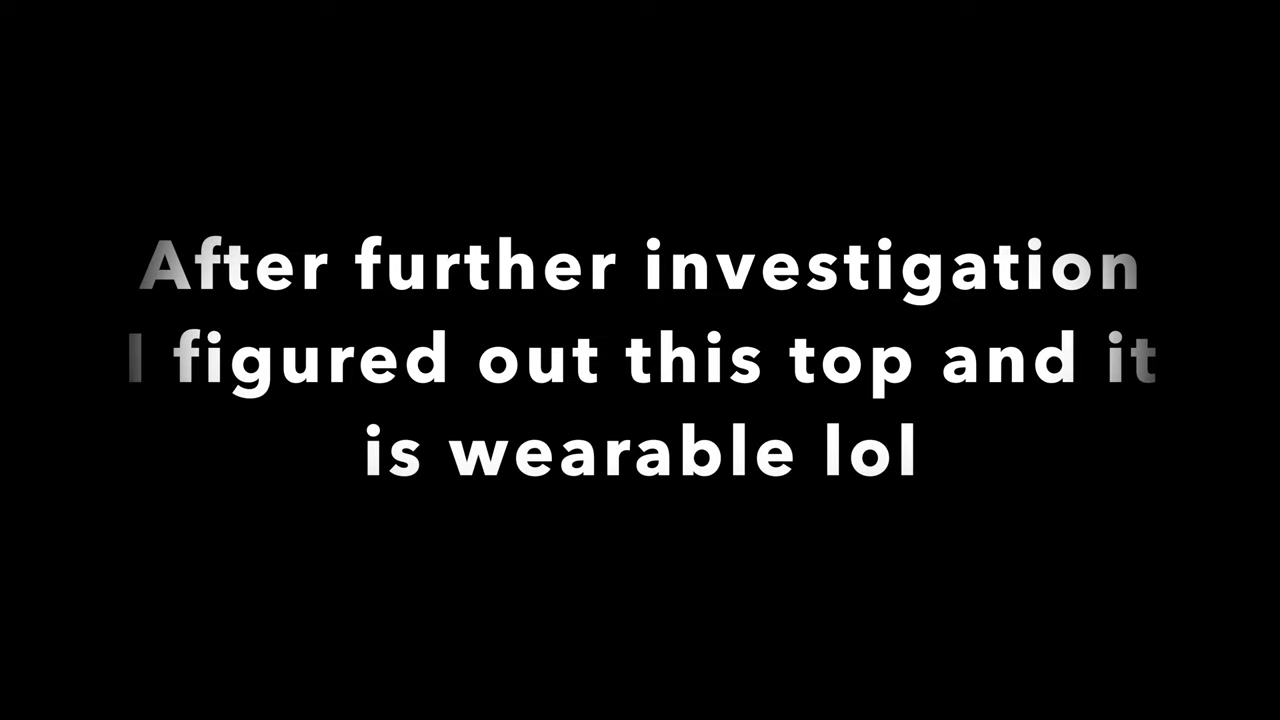 After further investigation
I figured out this top and it
is wearable lol